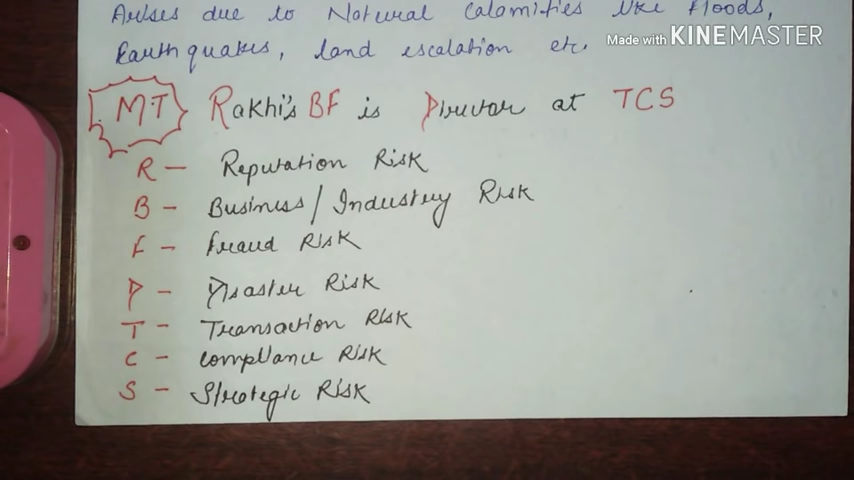 Arises due to Natural Calamities like floods,
Earthquakes, land escalation etc.
Made with KINEMASTER
MT Rakhi's BF is Director at TCS
R - Reputation Risk
B - Business/Industry Risk
F - Fraud Risk
D - Disaster Risk
T - Transaction Risk
C - Compliance Risk
S - Strategic Risk